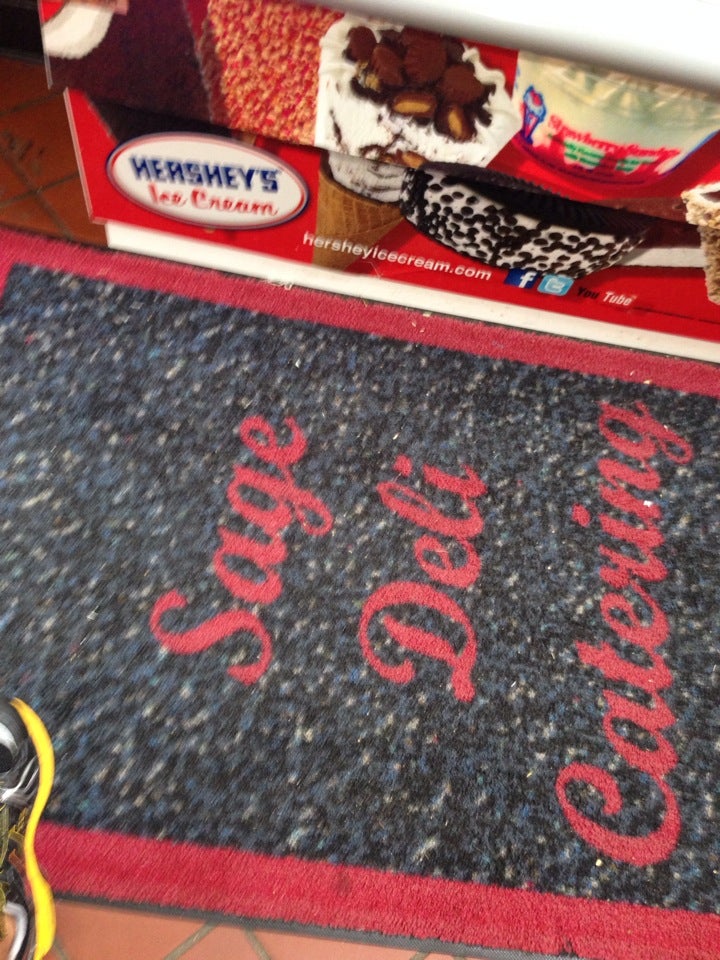 HERSHEY'S
Ice Cream
hersheyicecream.com
You Tube
Sage
Deli
Catering